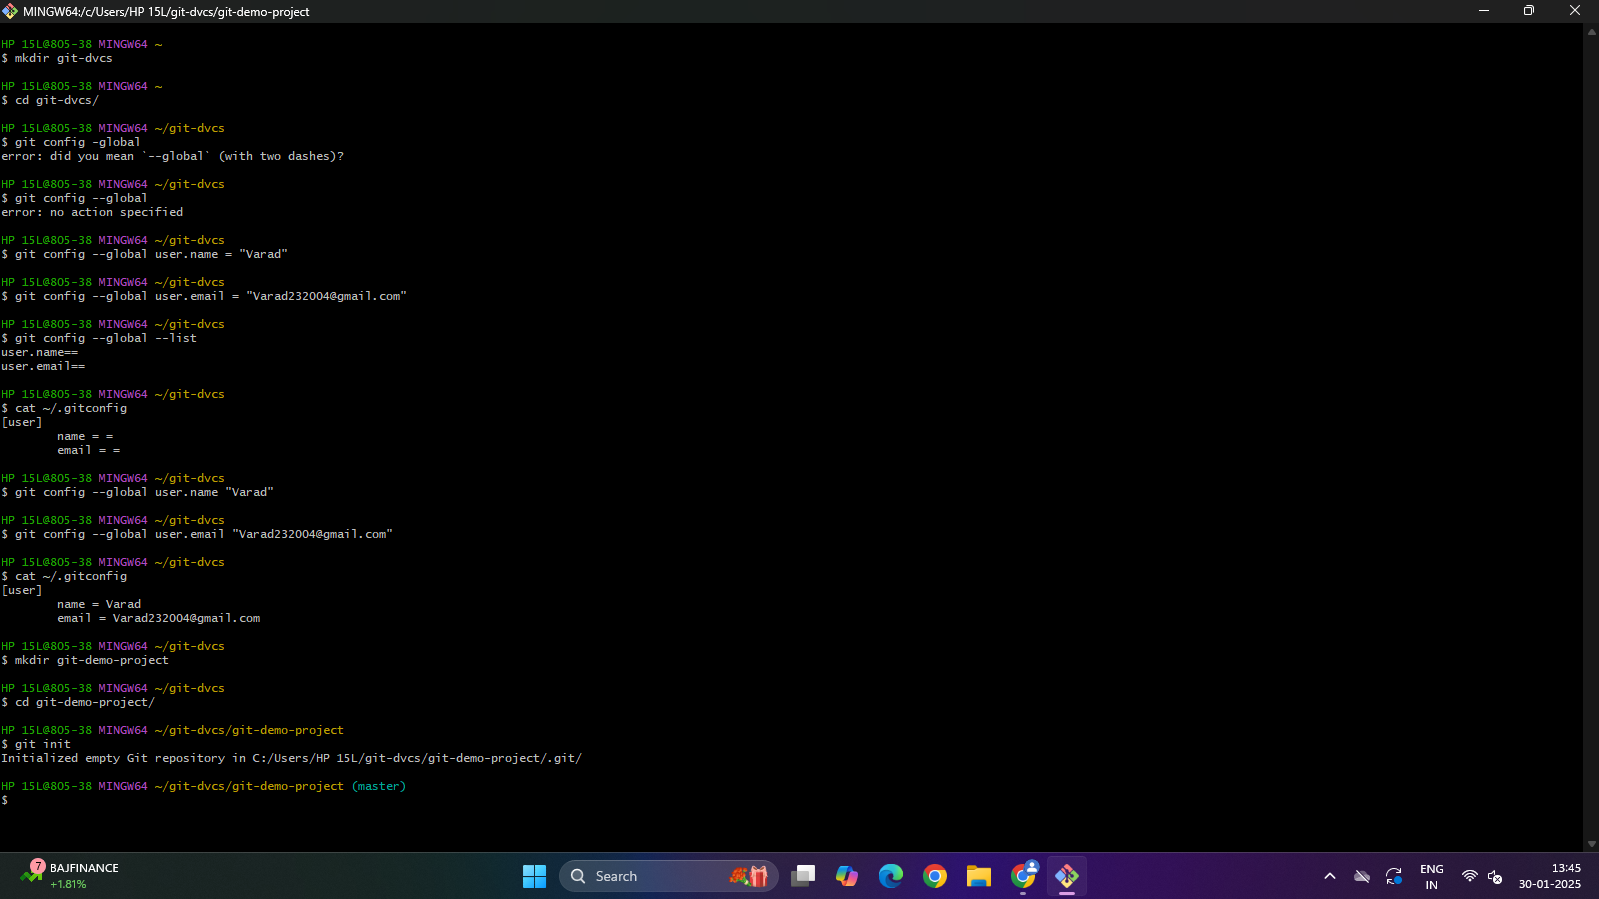 MINGW64:/c/Users/HP 15L/git-dvcs/git-demo-project
HP 15L@805-38 MINGW64 ~
$ mkdir git-dvcs
HP 15L@805-38 MINGW64 ~
$ cd git-dvcs/
HP 15L@805-38 MINGW64 ~/git-dvcs
$ git config -global
error: did you mean `--global` (with two dashes)?
HP 15L@805-38 MINGW64 ~/git-dvcs
$ git config --global
error: no action specified
HP 15L@805-38 MINGW64 ~/git-dvcs
$ git config --global user.name = "Varad"
HP 15L@805-38 MINGW64 ~/git-dvcs
$ git config --global user.email = "Varad232004@gmail.com"
HP 15L@805-38 MINGW64 ~/git-dvcs
$ git config --global --list
user.name==
user.email==
HP 15L@805-38 MINGW64 ~/git-dvcs
$ cat ~/.gitconfig
[user]
name = =
email = =
HP 15L@805-38 MINGW64 ~/git-dvcs
$ git config --global user.name "Varad"
HP 15L@805-38 MINGW64 ~/git-dvcs
$ git config --global user.email "Varad232004@gmail.com"
HP 15L@805-38 MINGW64 ~/git-dvcs
$ cat ~/.gitconfig
[user]
name = Varad
email = Varad232004@gmail.com
HP 15L@805-38 MINGW64 ~/git-dvcs
$ mkdir git-demo-project
HP 15L@805-38 MINGW64 ~/git-dvcs
$ cd git-demo-project/
HP 15L@805-38 MINGW64 ~/git-dvcs/git-demo-project
$ git init
Initialized empty Git repository in C:/Users/HP 15L/git-dvcs/git-demo-project/.git/
HP 15L@805-38 MINGW64 ~/git-dvcs/git-demo-project (master)
$
7
BAJFINANCE
+1.81%
Search
ENG
IN
13:45
30-01-2025